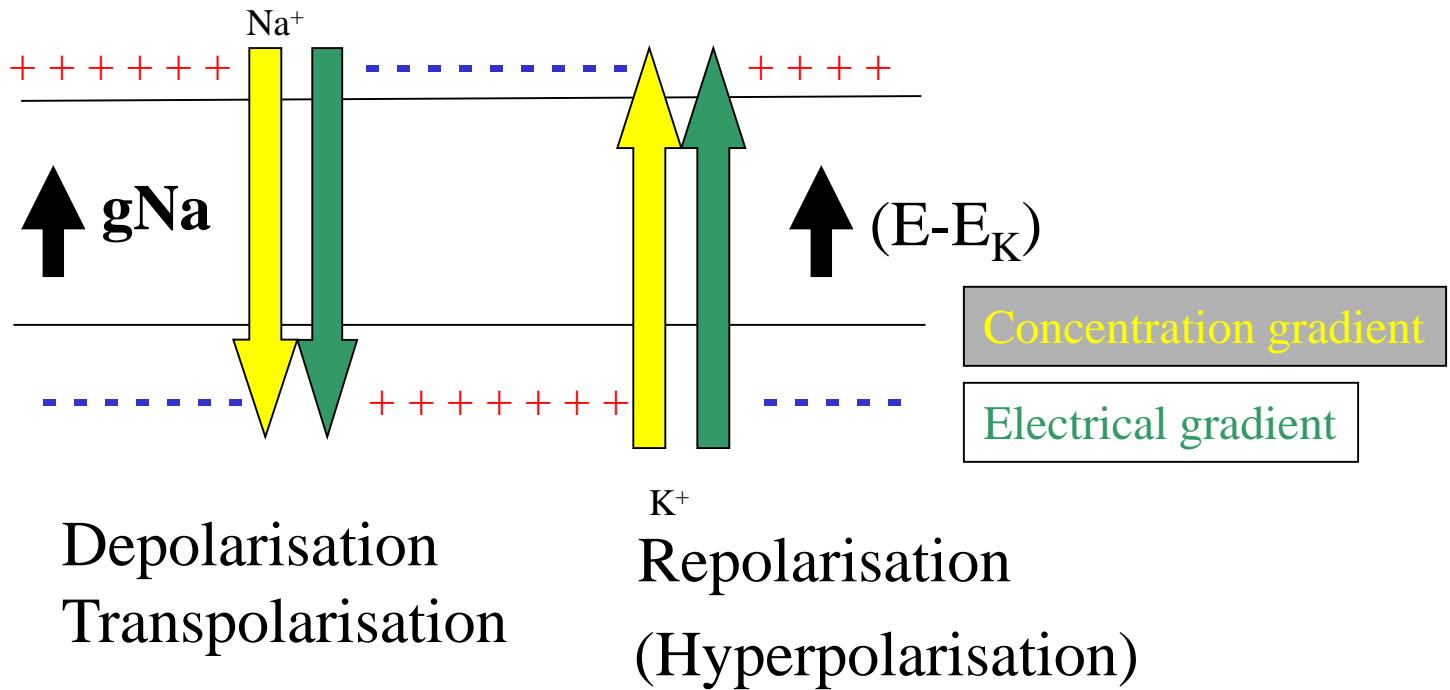 Na⁺
+ + + + + + - - - - - - - - - - + + + +
gNa
(E-E_K)
Concentration gradient
- - - - - - - - + + + + + + + - - - - - -
Electrical gradient
K⁺
Depolarisation
Transpolarisation
Repolarisation
(Hyperpolarisation)